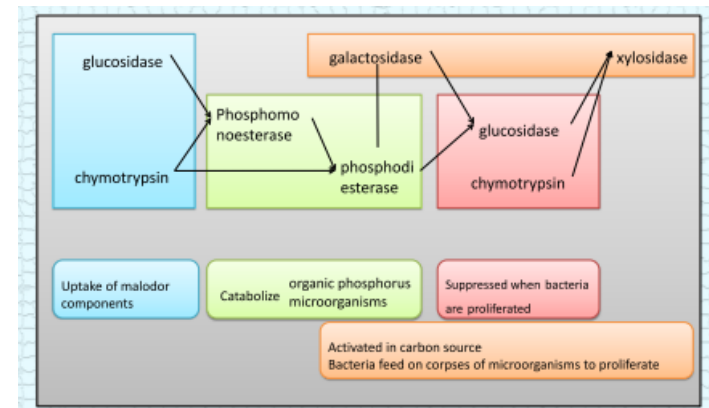 glucosidase
galactosidase
xylosidase
Phosphomo
noesterase
glucosidase
chymotrypsin
phosphodi
esterase
chymotrypsin
Uptake of malodor
components
Catabolize
organic phosphorus
microorganisms
Suppressed when bacteria
are proliferated
Activated in carbon source
Bacteria feed on corpses of microorganisms to proliferate